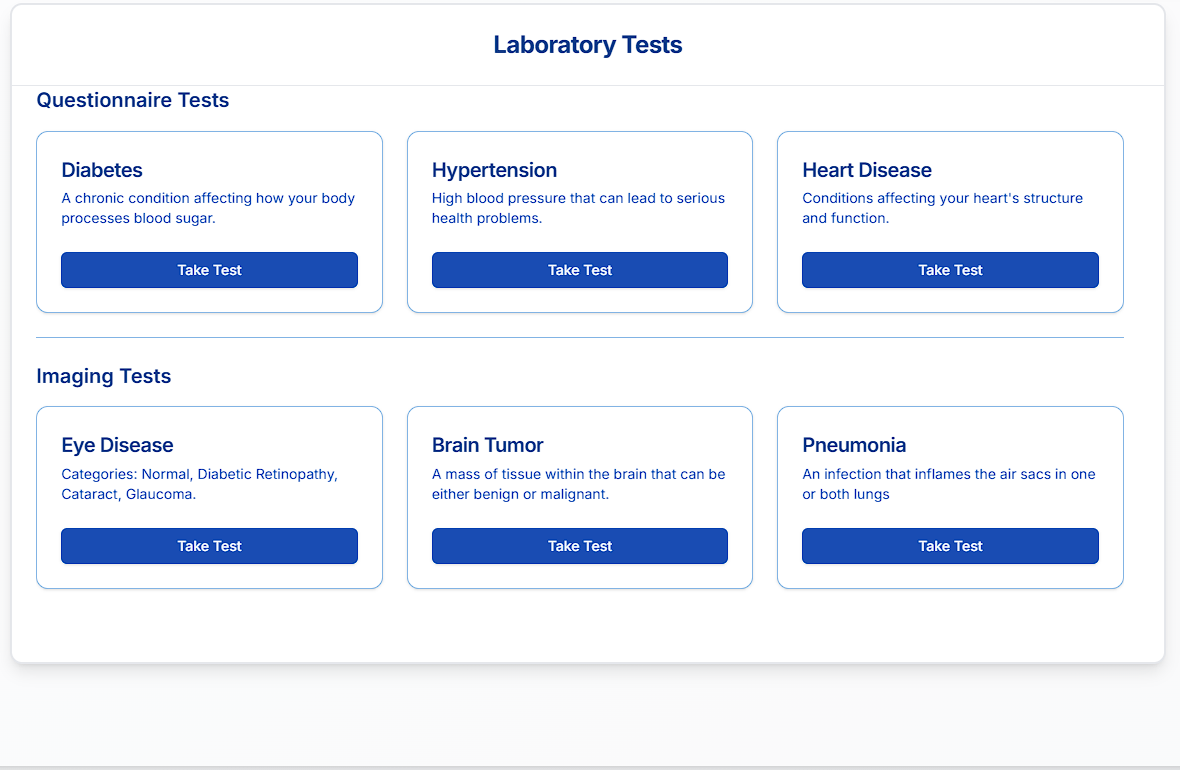 Laboratory Tests
Questionnaire Tests
Diabetes
A chronic condition affecting how your body
processes blood sugar.
Take Test
Hypertension
High blood pressure that can lead to serious
health problems.
Take Test
Heart Disease
Conditions affecting your heart's structure
and function.
Take Test
Imaging Tests
Eye Disease
Categories: Normal, Diabetic Retinopathy,
Cataract, Glaucoma.
Take Test
Brain Tumor
A mass of tissue within the brain that can be
either benign or malignant.
Take Test
Pneumonia
An infection that inflames the air sacs in one
or both lungs
Take Test